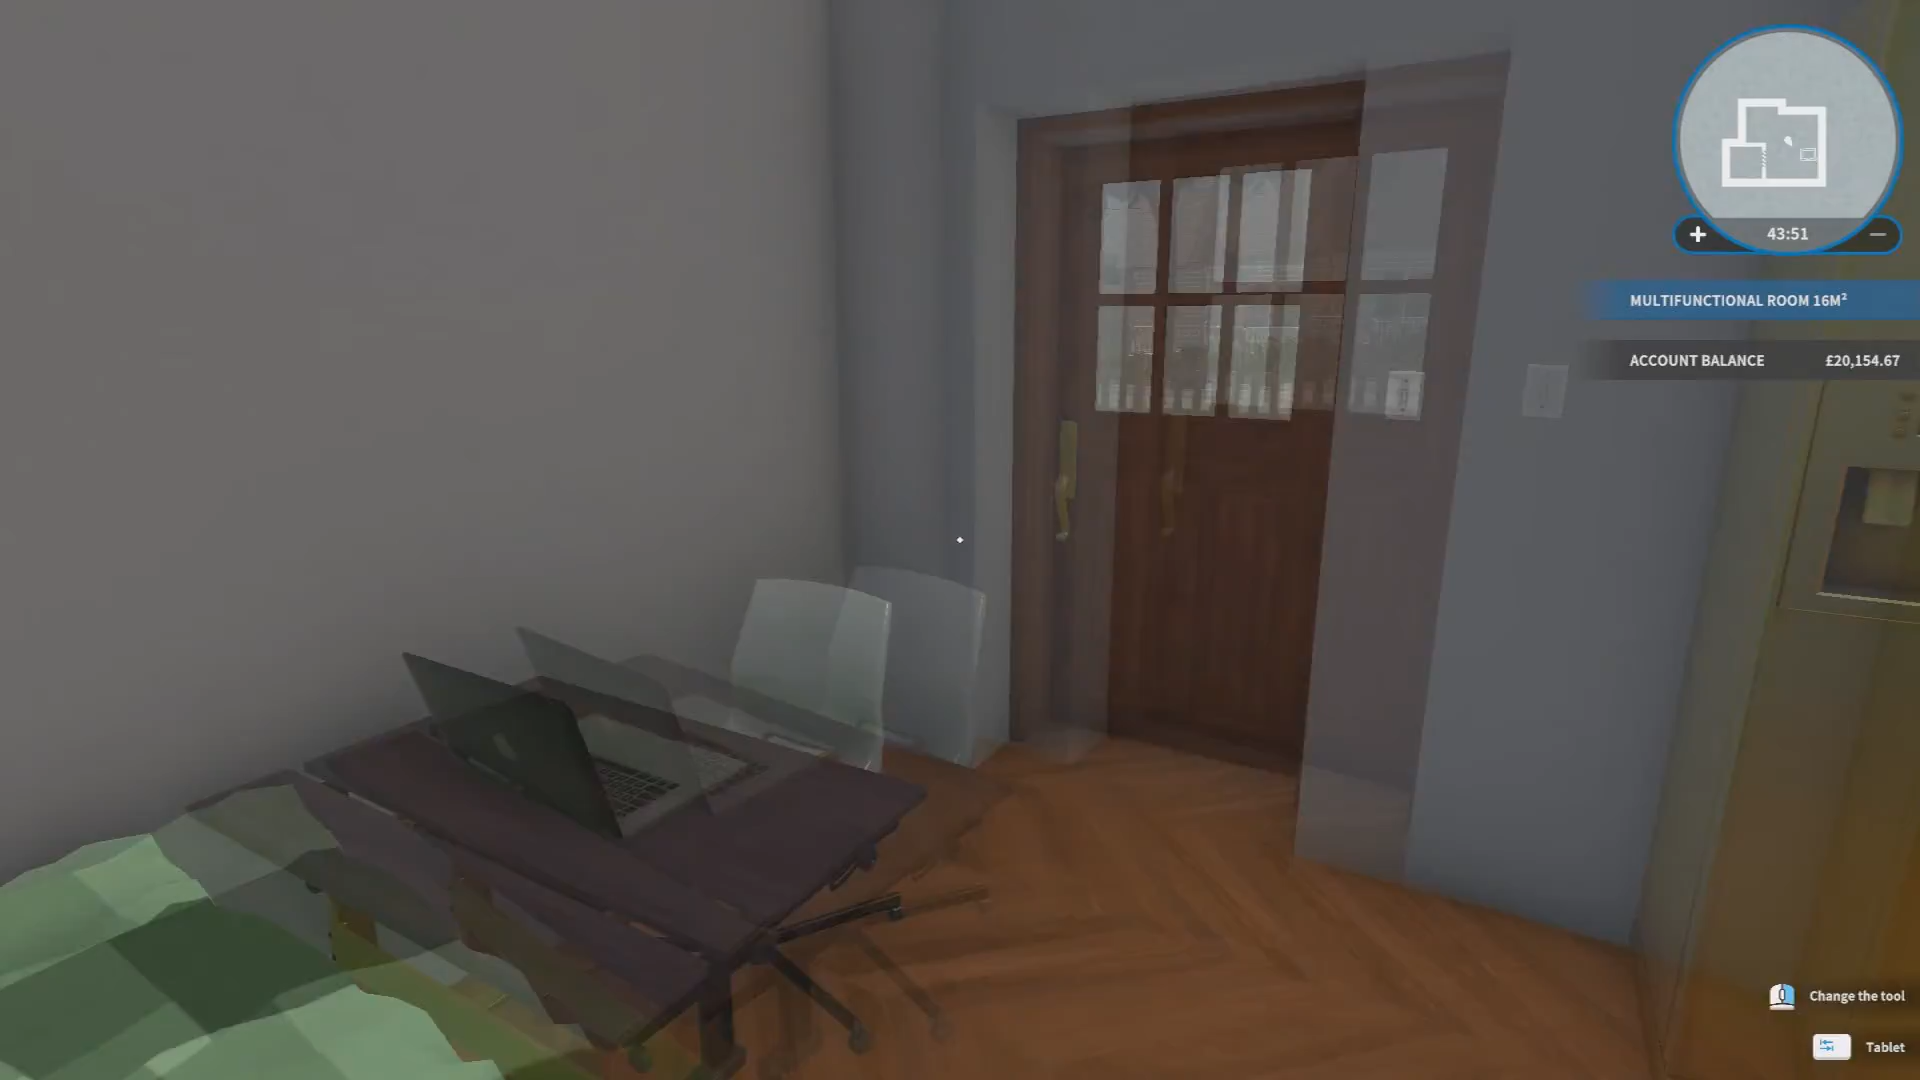 43:51
MULTIFUNCTIONAL ROOM 16M²
ACCOUNT BALANCE £20,154.67
Change the tool
Tablet